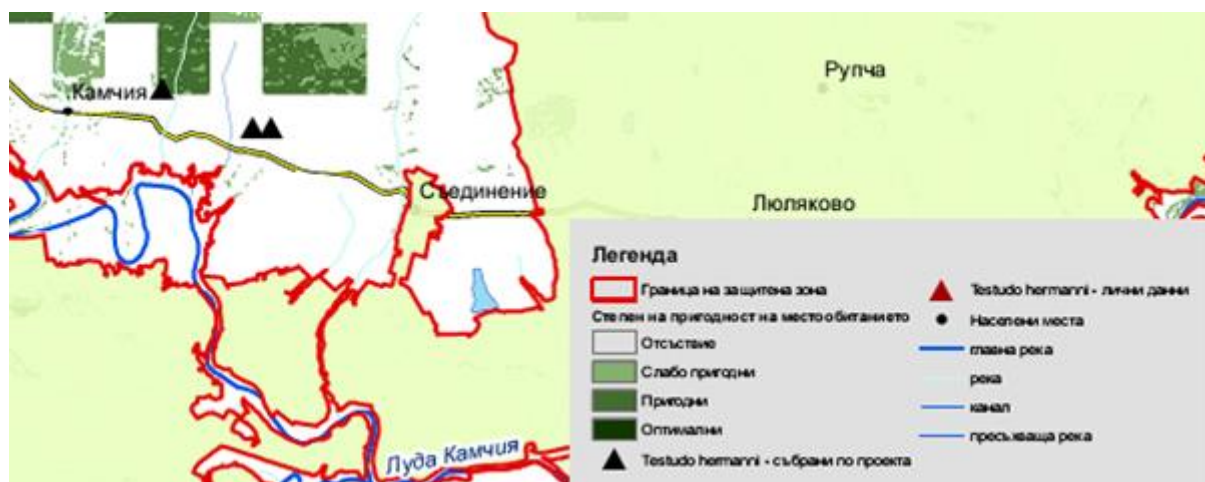 Рупча
Камчия
Съединение
Люляково
Луда Камчия
Легенда
Граница на защитена зона
Степен на пригодност на местообитанието
Отсъствие
Слабо пригодни
Пригодни
Оптимални
Testudo hermanni - събрани по проекта
Testudo hermanni - лични данни
Населени места
главна река
река
канал
пресъхваща река